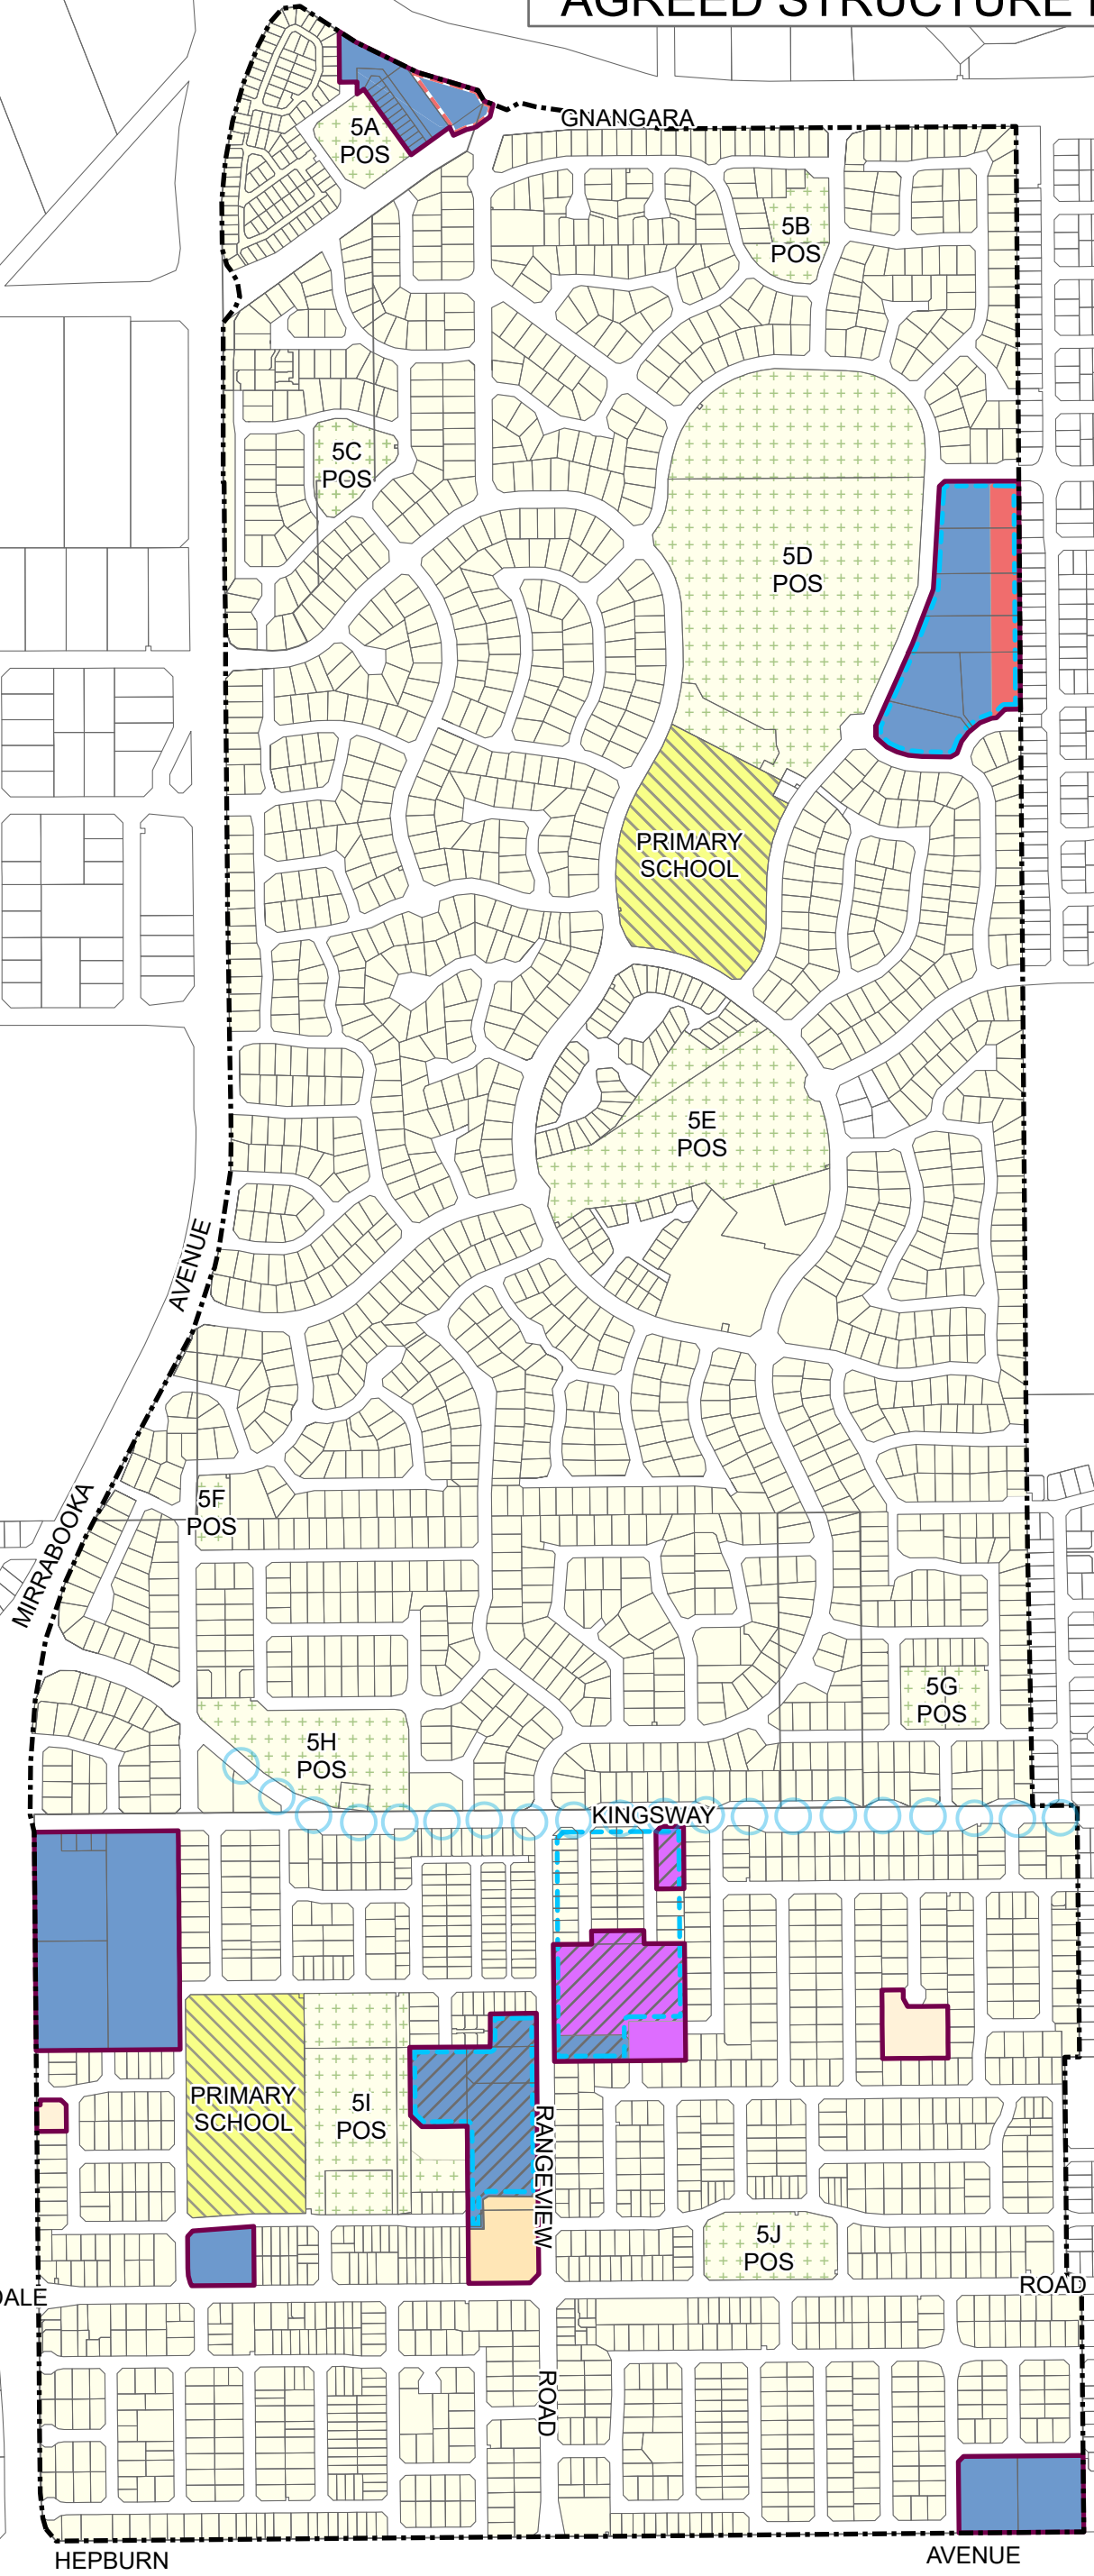 AGREED STRUCTURE
GNANGARA
5A
POS
5B
POS
5C
POS
5D
POS
PRIMARY
SCHOOL
5E
POS
AVENUE
MIRRABOOKA
5F
POS
5G
POS
5H
POS
KINGSWAY
PRIMARY
SCHOOL
5I
POS
RANGEVIEW
5J
POS
DALE
ROAD
ROAD
HEPBURN
AVENUE